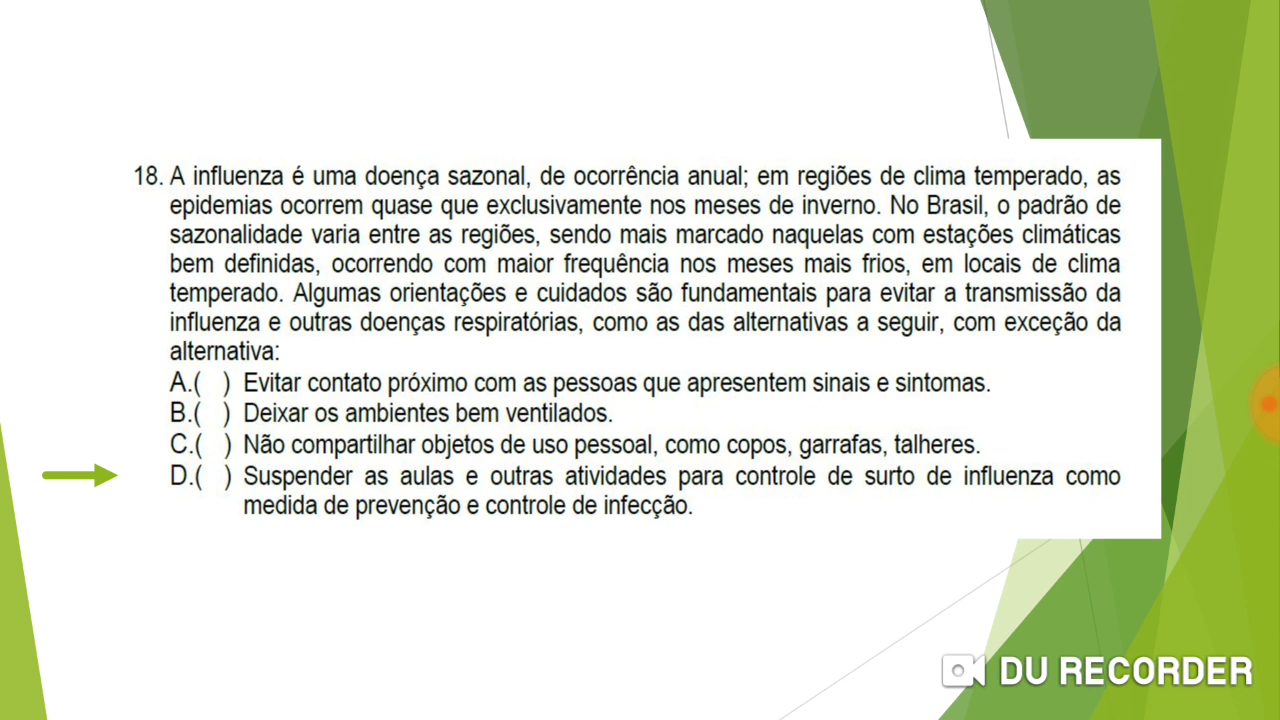 18. A influenza é uma doença sazonal, de ocorrência anual; em regiões de clima temperado, as
epidemias ocorrem quase que exclusivamente nos meses de inverno. No Brasil, o padrão de
sazonalidade varia entre as regiões, sendo mais marcado naquelas com estações climáticas
bem definidas, ocorrendo com maior frequência nos meses mais frios, em locais de clima
temperado. Algumas orientações e cuidados são fundamentais para evitar a transmissão da
influenza e outras doenças respiratórias, como as das alternativas a seguir, com exceção da
alternativa:
A.( ) Evitar contato próximo com as pessoas que apresentem sinais e sintomas.
B.( ) Deixar os ambientes bem ventilados.
C.( ) Não compartilhar objetos de uso pessoal, como copos, garrafas, talheres.
D.( ) Suspender as aulas e outras atividades para controle de surto de influenza como
medida de prevenção e controle de infecção.
DU RECORDER